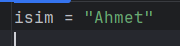 isim = "Ahmet"